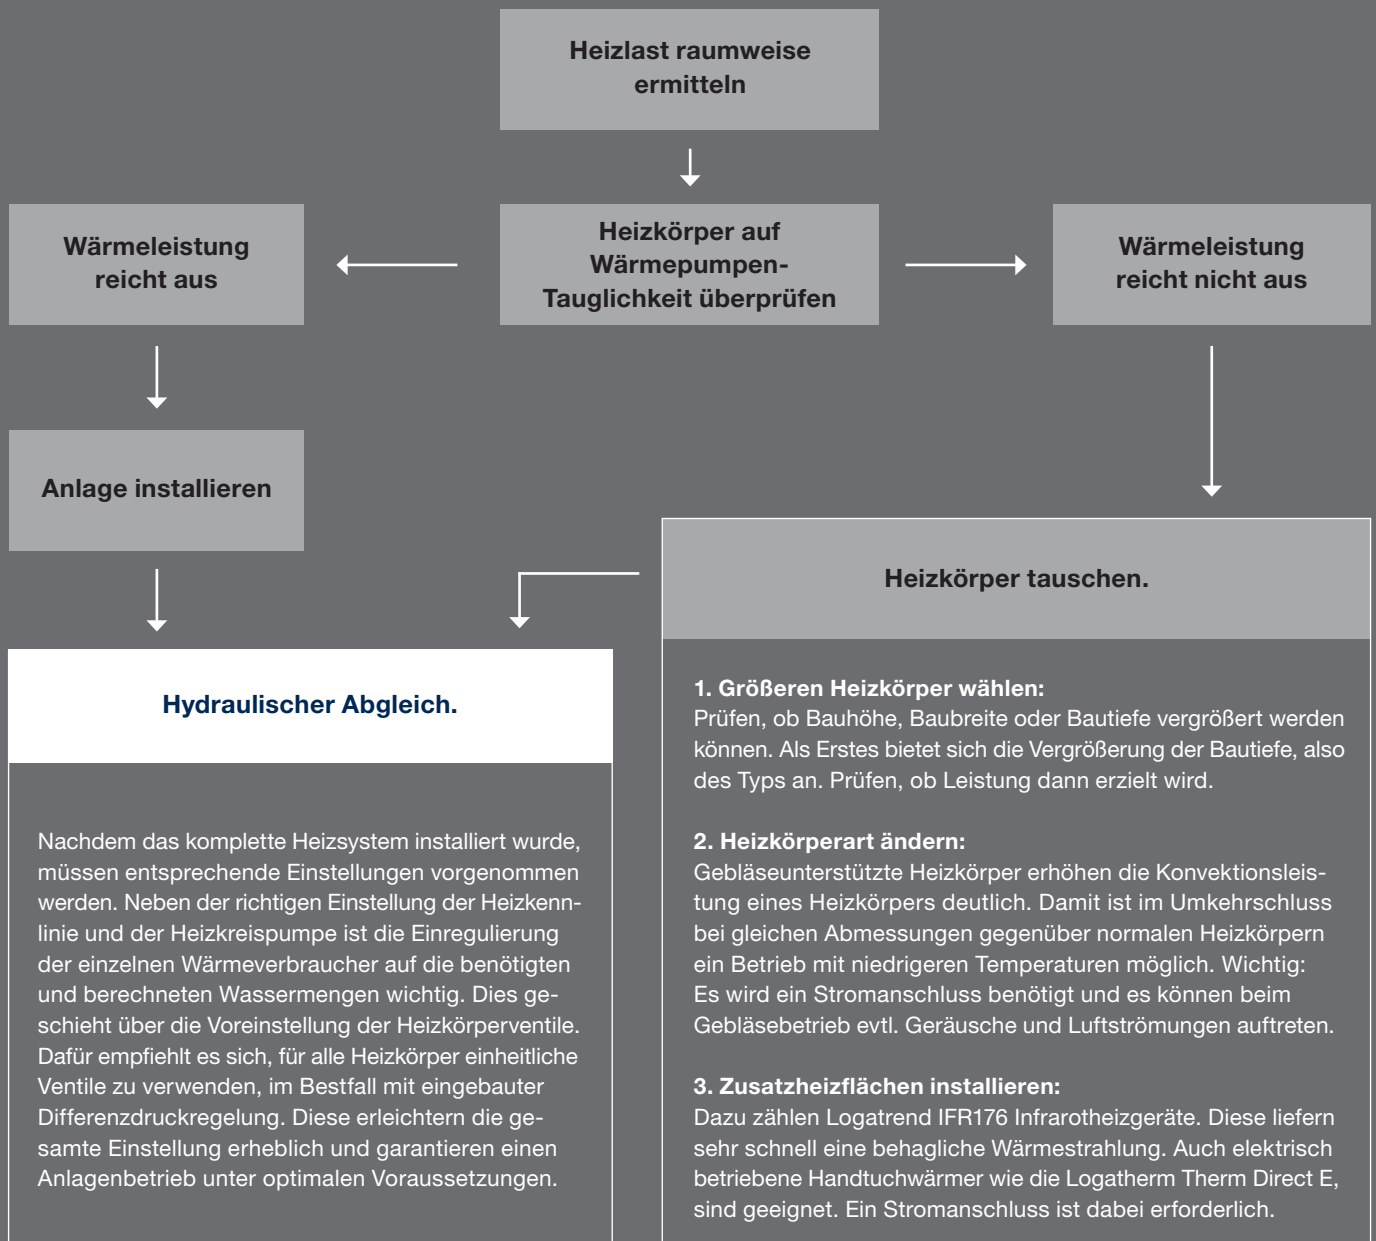 Heizlast raumweise
ermitteln
Wärmeleistung
reicht aus
Heizkörper auf
Wärmepumpen-
Tauglichkeit überprüfen
Wärmeleistung
reicht nicht aus
Anlage installieren
Heizkörper tauschen.
1. Größeren Heizkörper wählen:
Prüfen, ob Bauhöhe, Baubreite oder Bautiefe vergrößert werden
können. Als Erstes bietet sich die Vergrößerung der Bautiefe, also
des Typs an. Prüfen, ob Leistung dann erzielt wird.
2. Heizkörperart ändern:
Gebläseunterstützte Heizkörper erhöhen die Konvektionsleis-
tung eines Heizkörpers deutlich. Damit ist im Umkehrschluss
bei gleichen Abmessungen gegenüber normalen Heizkörpern
ein Betrieb mit niedrigeren Temperaturen möglich. Wichtig:
Es wird ein Stromanschluss benötigt und es können beim
Gebläsebetrieb evtl. Geräusche und Luftströmungen auftreten.
3. Zusatzheizflächen installieren:
Dazu zählen Logatrend IFR176 Infrarotheizgeräte. Diese liefern
sehr schnell eine behagliche Wärmestrahlung. Auch elektrisch
betriebene Handtuchwärmer wie die Logatherm Therm Direct E,
sind geeignet. Ein Stromanschluss ist dabei erforderlich.
Hydraulischer Abgleich.
Nachdem das komplette Heizsystem installiert wurde,
müssen entsprechende Einstellungen vorgenommen
werden. Neben der richtigen Einstellung der Heizkenn-
linie und der Heizkreispumpe ist die Einregulierung
der einzelnen Wärmeverbraucher auf die benötigten
und berechneten Wassermengen wichtig. Dies ge-
schieht über die Voreinstellung der Heizkörperventile.
Dafür empfiehlt es sich, für alle Heizkörper einheitliche
Ventile zu verwenden, im Bestfall mit eingebauter
Differenzdruckregelung. Diese erleichtern die ge-
samte Einstellung erheblich und garantieren einen
Anlagenbetrieb unter optimalen Voraussetzungen.